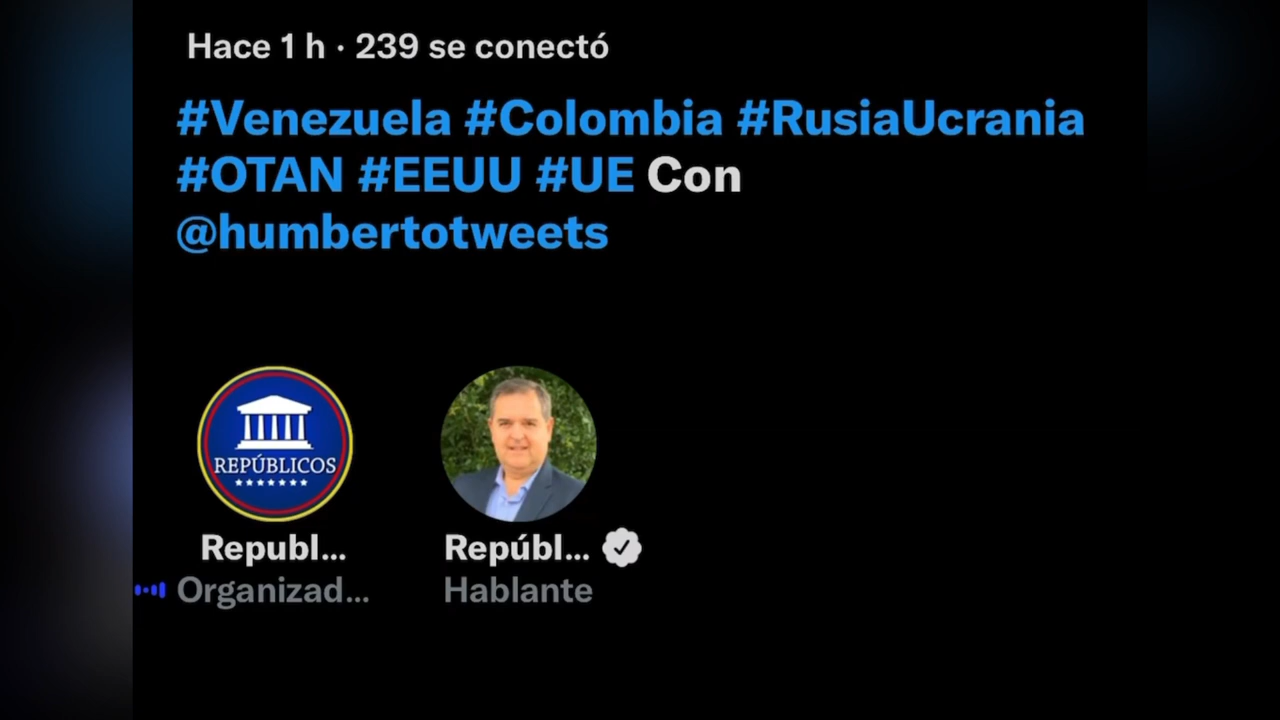 Hace 1 h · 239 se conectó
#Venezuela #Colombia #RusiaUcrania
#OTAN #EEUU #UE Con
@humbertotweets
REPÚBLICOS
Republ...
Repúbl...
Organizad...
Hablante